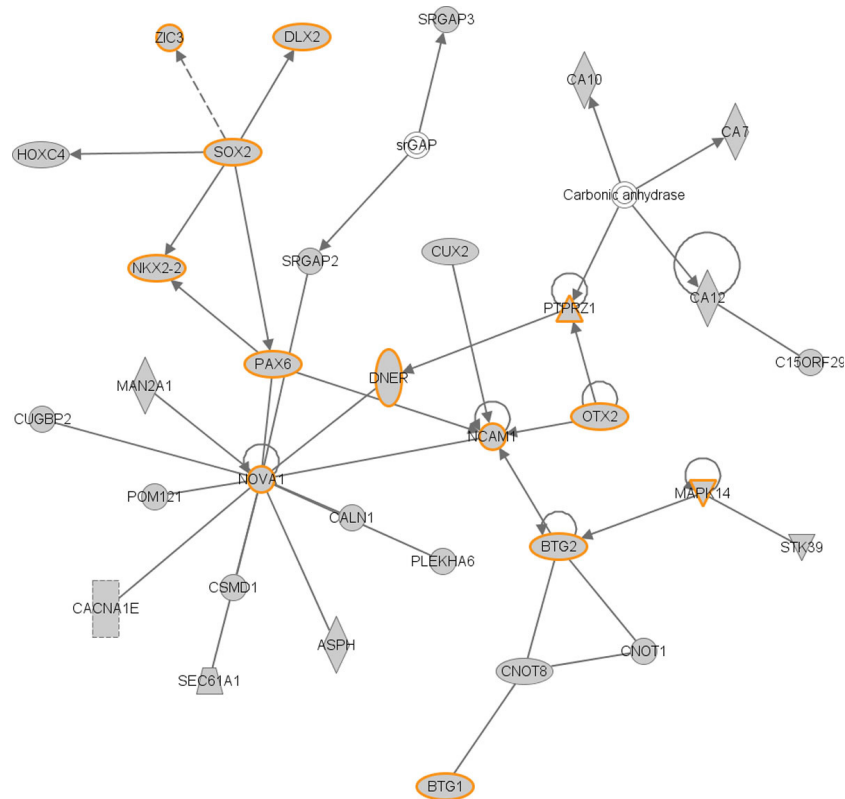 SRGAP3
ZIC3
DLX2
CA10
CA7
srGAP
HOXC4
SOX2
Carbonic anhydrase
NKX2-2
SRGAP2
CUX2
CA12
PTPRZ1
C15ORF29
PAX6
DNER
MAN2A1
CUGBP2
OTX2
NCAM1
NOVA1
MAPK14
POM121
CALN1
BTG2
STK39
PLEKHA6
CSMD1
CACNA1E
ASPH
CNOT1
CNOT8
SEC61A1
BTG1